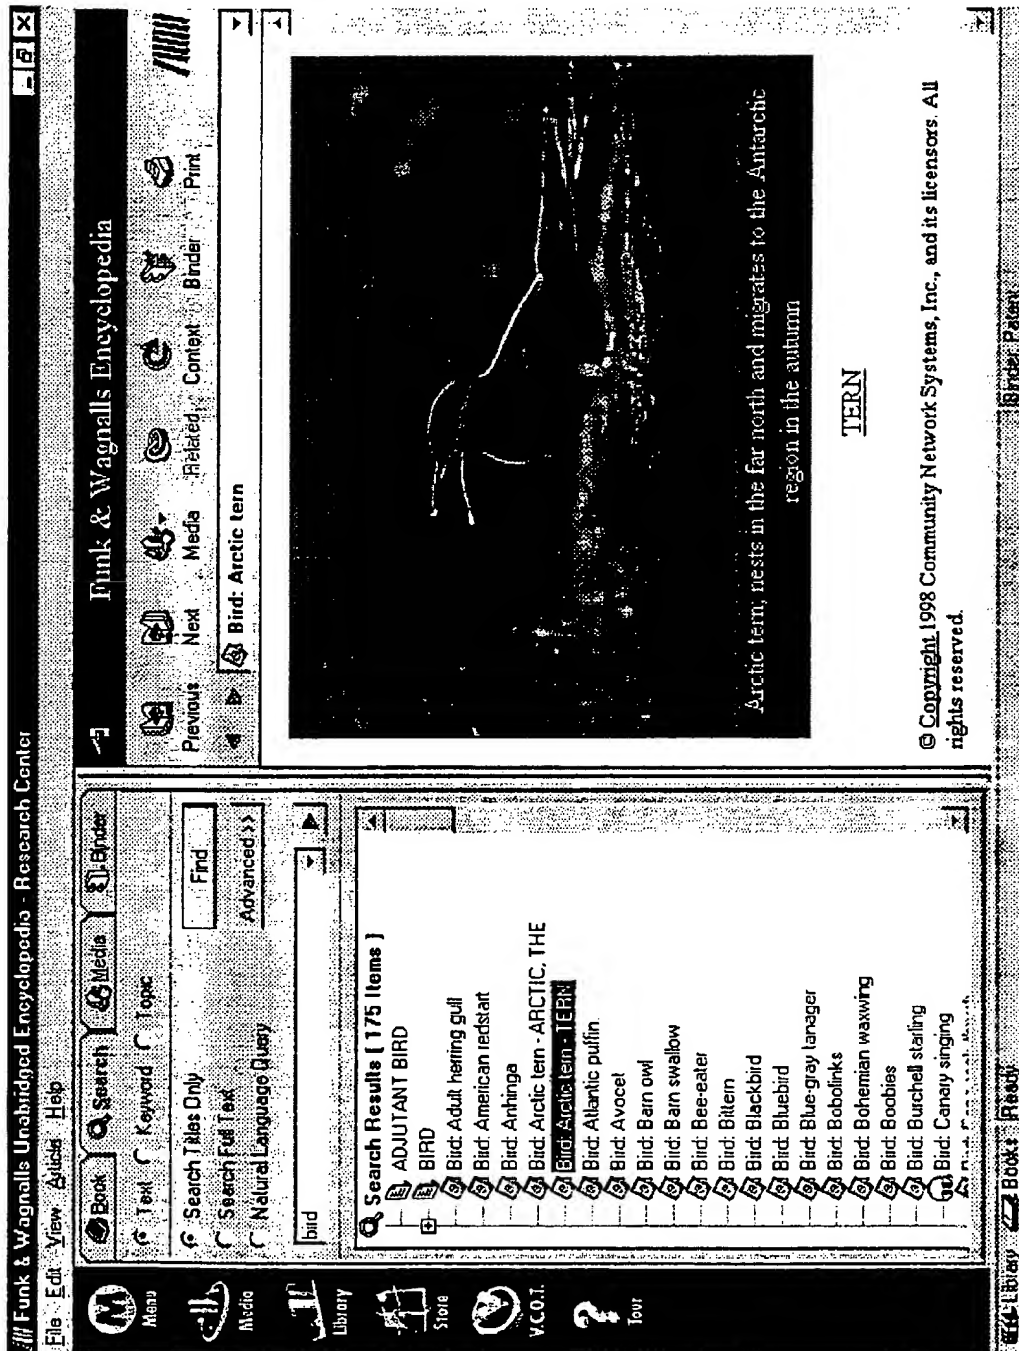 Funk & Wagnalls Unabridged Encyclopedia - Research Center
File Edit View Article Help
Menu
Media
Library
Store
V.C.O.T.
Tour
Book Search Media Binder
Text Keyword Topic
Search Titles Only
Search Full Text
Natural Language Query
Find
Advanced >>
bird
Search Results [ 175 Items ]
ADJUTANT BIRD
BIRD
Bird: Adult herring gull
Bird: American redstart
Bird: Anhinga
Bird: Arctic tern - ARCTIC, THE
Bird: Arctic tern - TERN
Bird: Atlantic puffin
Bird: Avocet
Bird: Barn owl
Bird: Barn swallow
Bird: Bee-eater
Bird: Bittern
Bird: Blackbird
Bird: Bluebird
Bird: Blue-gray tanager
Bird: Bobolinks
Bird: Bohemian waxwing
Bird: Boobies
Bird: Burchell starling
Bird: Canary singing
Funk & Wagnalls Encyclopedia
Previous Next Media Related Context Binder Print
Bird: Arctic tern
Arctic tern; nests in the far north and migrates to the Antarctic
region in the autumn
TERN
© Copyright 1998 Community Network Systems, Inc., and its licensors. All
rights reserved.
Library Books Ready Binder: Patent